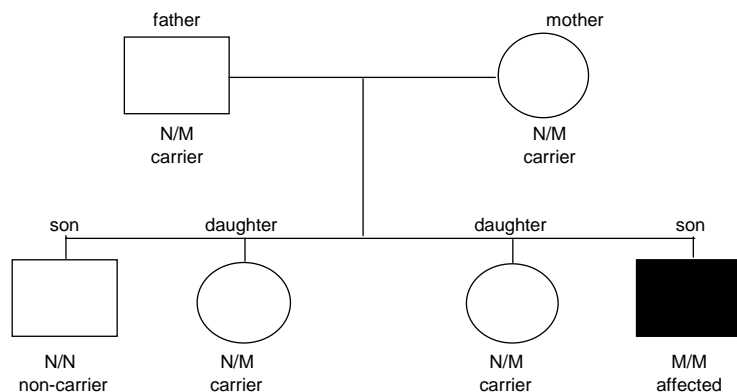 father
mother
N/M
carrier
N/M
carrier
son
daughter
daughter
son
N/N
non-carrier
N/M
carrier
N/M
carrier
M/M
affected